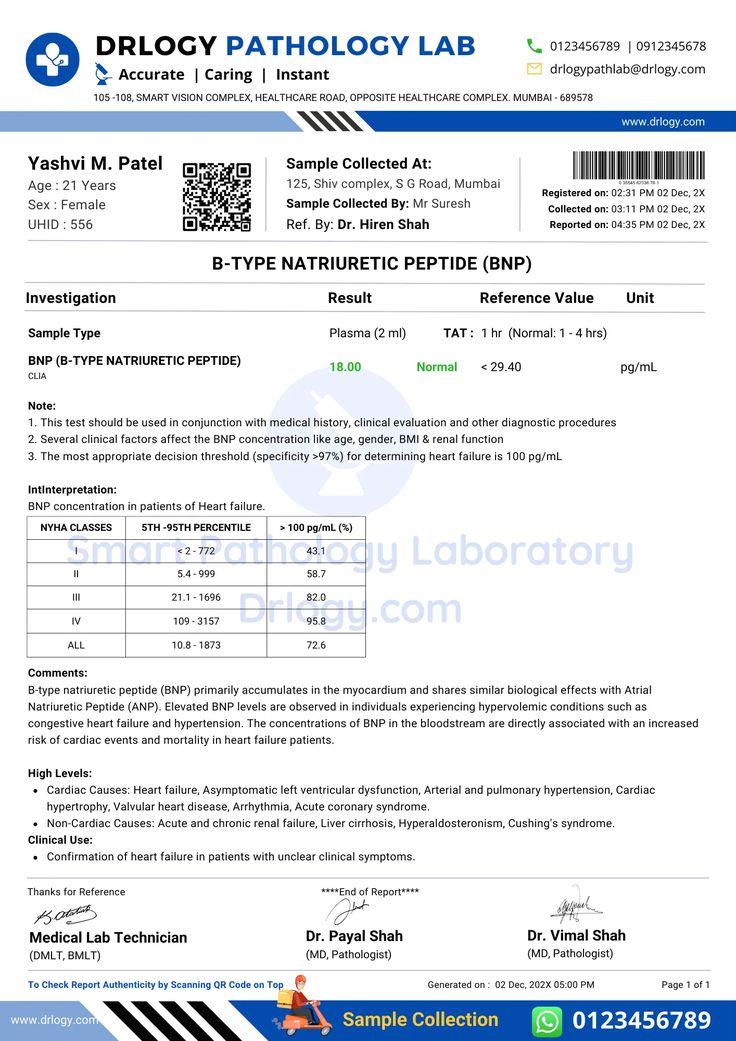 DRLOGY PATHOLOGY LAB
Accurate | Caring | Instant
0123456789 | 0912345678
drlogypathlab@drlogy.com
105 -108, SMART VISION COMPLEX, HEALTHCARE ROAD, OPPOSITE HEALTHCARE COMPLEX. MUMBAI - 689578
www.drlogy.com
Yashvi M. Patel
Age : 21 Years
Sex : Female
UHID : 556
Sample Collected At:
125, Shiv complex, S G Road, Mumbai
Sample Collected By: Mr Suresh
Ref. By: Dr. Hiren Shah
Registered on: 02:31 PM 02 Dec, 2X
Collected on: 03:11 PM 02 Dec, 2X
Reported on: 04:35 PM 02 Dec, 2X
B-TYPE NATRIURETIC PEPTIDE (BNP)
Investigation Result Reference Value Unit
Sample Type Plasma (2 ml) TAT : 1 hr (Normal: 1 - 4 hrs)
BNP (B-TYPE NATRIURETIC PEPTIDE) 18.00 Normal < 29.40 pg/mL
CLIA
Note:
1. This test should be used in conjunction with medical history, clinical evaluation and other diagnostic procedures
2. Several clinical factors affect the BNP concentration like age, gender, BMI & renal function
3. The most appropriate decision threshold (specificity >97%) for determining heart failure is 100 pg/mL
IntInterpretation:
BNP concentration in patients of Heart failure.
NYHA CLASSES 5TH -95TH PERCENTILE > 100 pg/mL (%)
I < 2 - 772 43.1
II 5.4 - 999 58.7
III 21.1 - 1696 82.0
IV 109 - 3157 95.8
ALL 10.8 - 1873 72.6
Smart Pathology Laboratory
Drlogy.com
Comments:
B-type natriuretic peptide (BNP) primarily accumulates in the myocardium and shares similar biological effects with Atrial
Natriuretic Peptide (ANP). Elevated BNP levels are observed in individuals experiencing hypervolemic conditions such as
congestive heart failure and hypertension. The concentrations of BNP in the bloodstream are directly associated with an increased
risk of cardiac events and mortality in heart failure patients.
High Levels:
• Cardiac Causes: Heart failure, Asymptomatic left ventricular dysfunction, Arterial and pulmonary hypertension, Cardiac
hypertrophy, Valvular heart disease, Arrhythmia, Acute coronary syndrome.
• Non-Cardiac Causes: Acute and chronic renal failure, Liver cirrhosis, Hyperaldosteronism, Cushing's syndrome.
Clinical Use:
• Confirmation of heart failure in patients with unclear clinical symptoms.
Thanks for Reference
****End of Report****
Medical Lab Technician
(DMLT, BMLT)
Dr. Payal Shah
(MD, Pathologist)
Dr. Vimal Shah
(MD, Pathologist)
To Check Report Authenticity by Scanning QR Code on Top
Generated on : 02 Dec, 202X 05:00 PM
Page 1 of 1
www.drlogy.com
Sample Collection
0123456789